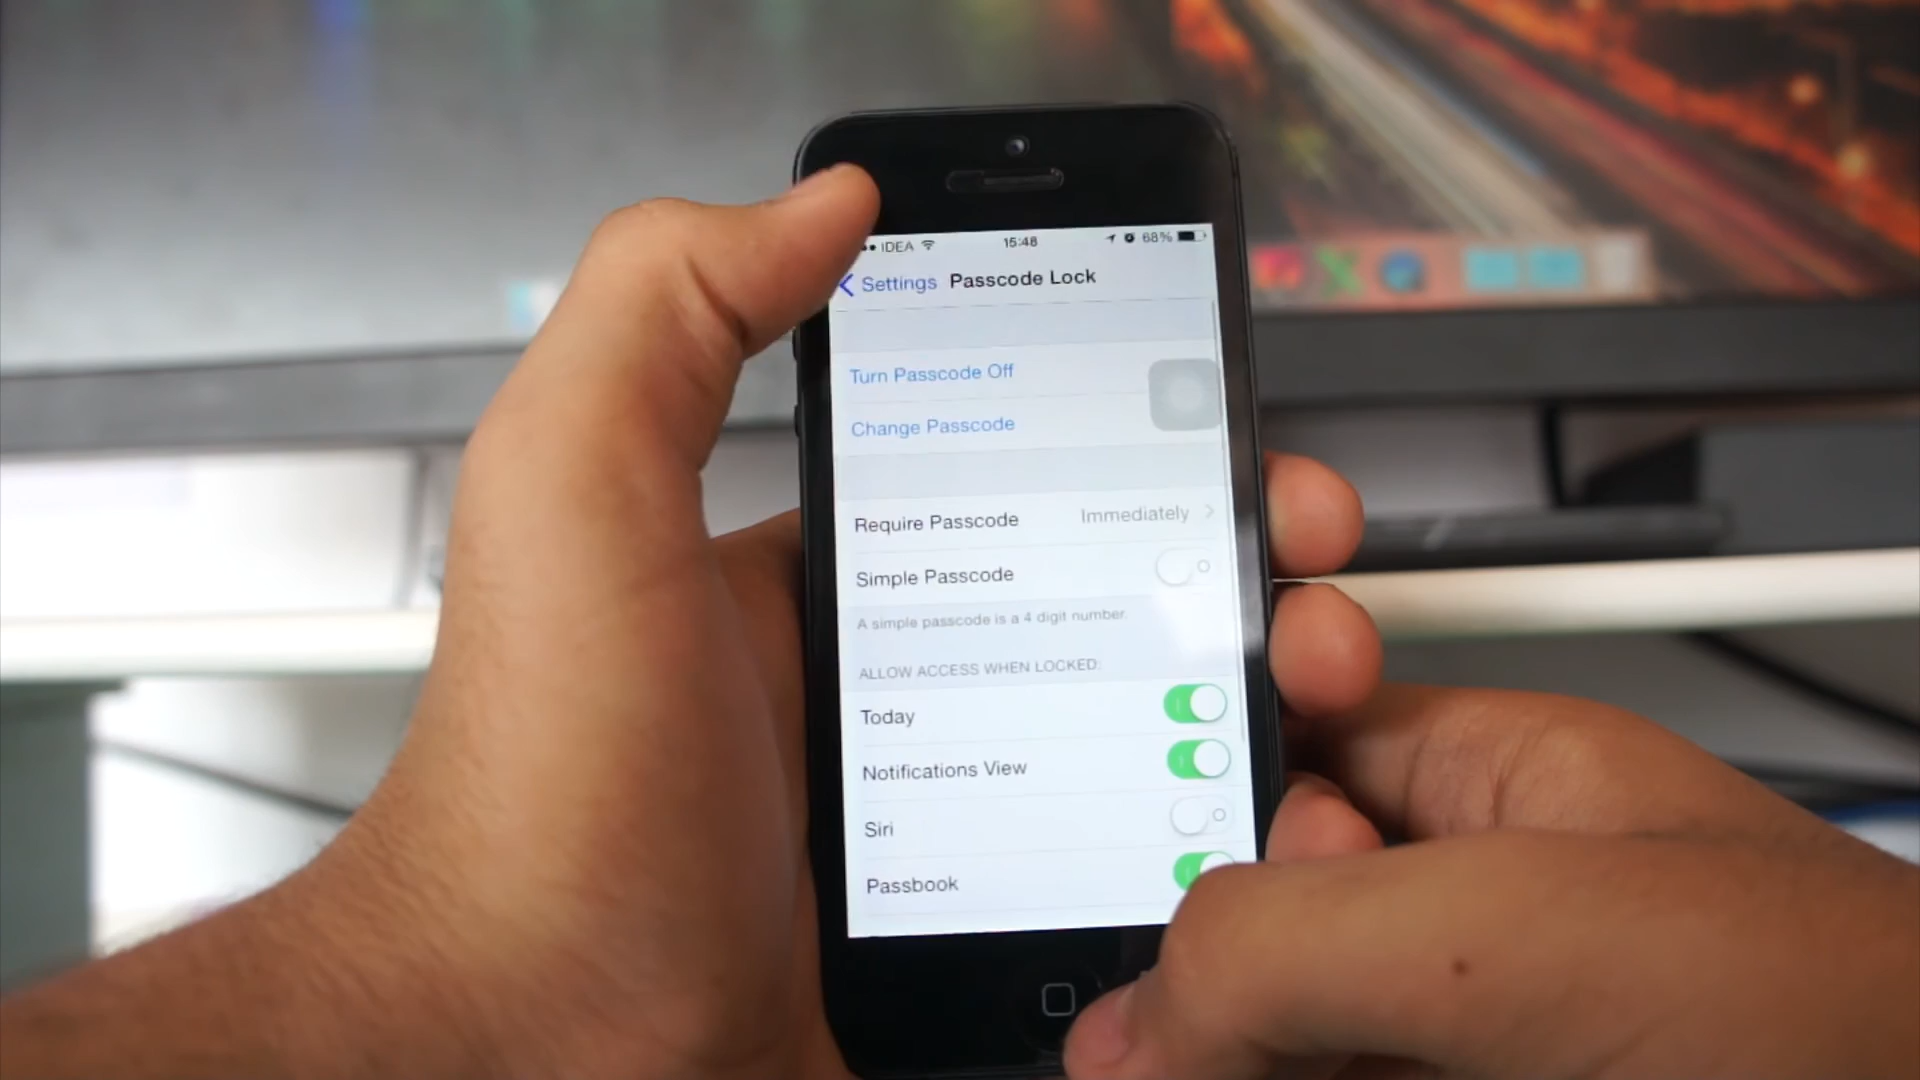 IDEA 15:48 68%
Settings Passcode Lock
Turn Passcode Off
Change Passcode
Require Passcode Immediately
Simple Passcode
A simple passcode is a 4 digit number.
ALLOW ACCESS WHEN LOCKED:
Today
Notifications View
Siri
Passbook